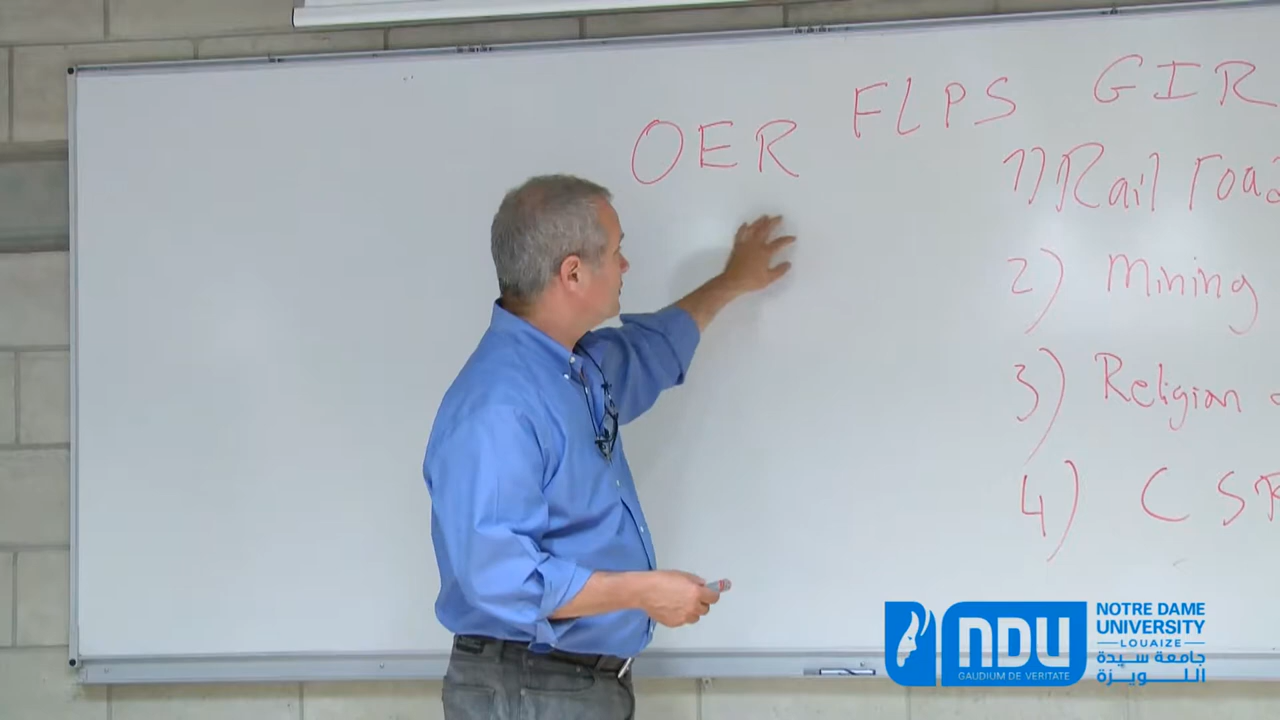 OER FLPS GIR
1) Rail road
2) Mining
3) Religion
4) CSR
NDU
GAUDIUM DE VERITATE
NOTRE DAME
UNIVERSITY
LOUAIZE
جامعة سيدة
اللويزة